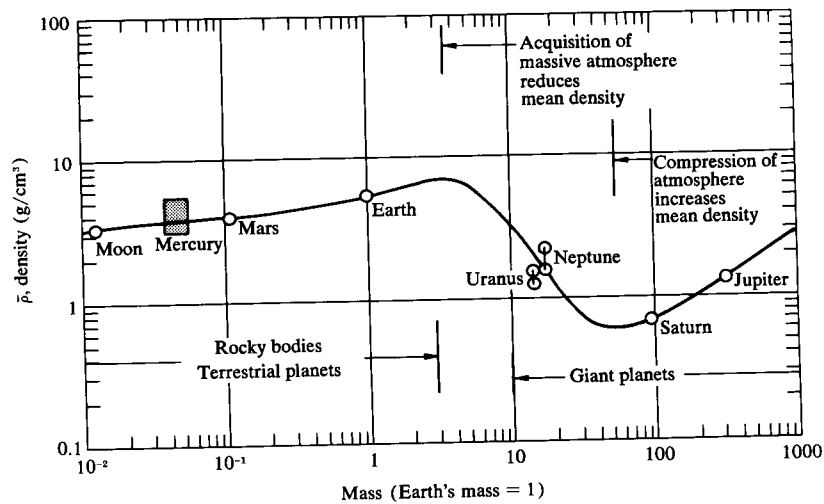 100
10
1
0.1
ρ̄, density (g/cm³)
Acquisition of
massive atmosphere
reduces
mean density
Compression of
atmosphere
increases
mean density
Moon
Mercury
Mars
Earth
Uranus
Neptune
Saturn
Jupiter
Rocky bodies
Terrestrial planets
Giant planets
10⁻²
10⁻¹
1
10
100
1000
Mass (Earth's mass = 1)